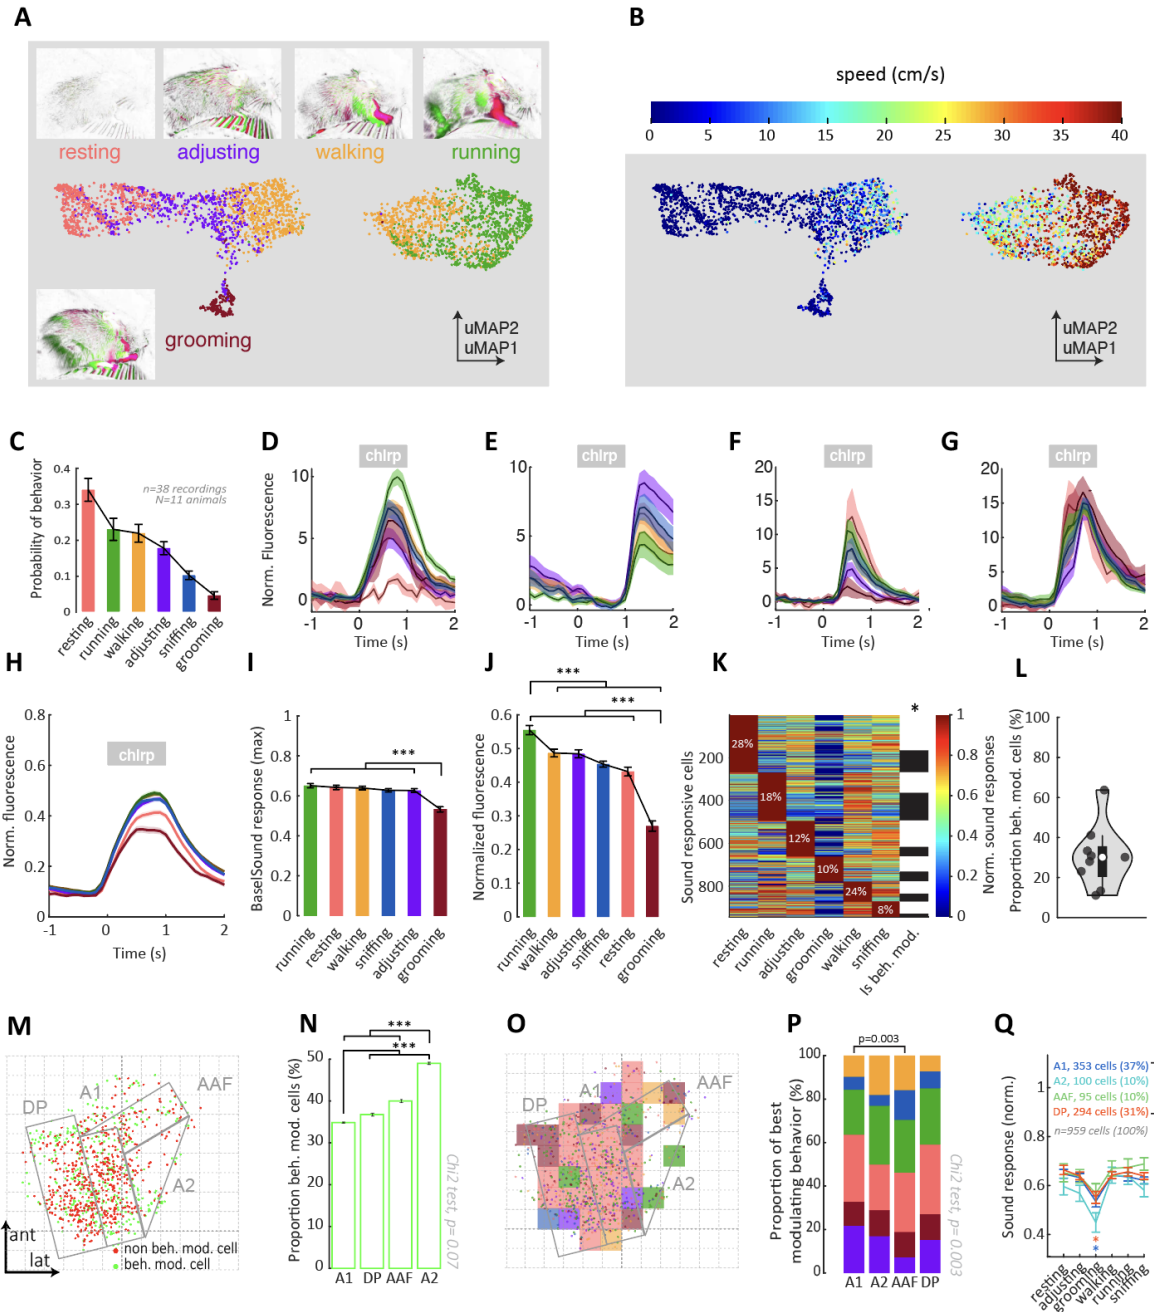 A
resting
adjusting
walking
running
grooming
uMAP2
uMAP1
B
speed (cm/s)
0 5 10 15 20 25 30 35 40
uMAP2
uMAP1
C
Probability of behavior
0.4
0.3
0.2
0.1
0
n=38 recordings
N=11 animals
resting
running
walking
adjusting
sniffing
grooming
D
chIrp
Norm. Fluorescence
10
5
0
-1 0 1 2
Time (s)
E
chIrp
10
5
0
-1 0 1 2
Time (s)
F
chIrp
20
15
10
5
0
-1 0 1 2
Time (s)
G
chIrp
20
15
10
5
0
-1 0 1 2
Time (s)
H
chIrp
Norm. fluorescence
0.8
0.6
0.4
0.2
0
-1 0 1 2
Time (s)
I
BaselSound response (max)
1
0.8
0.6
0.4
0.2
0
***
running
resting
walking
sniffing
adjusting
grooming
J
***
***
Normalized fluorescence
0.6
0.5
0.4
0.3
0.2
0.1
0
running
walking
adjusting
sniffing
resting
grooming
K
*
Sound responsive cells
200
400
600
800
28%
18%
12%
10%
24%
8%
resting
running
adjusting
grooming
walking
sniffing
Is beh. mod.
1
0.8
0.6
0.4
0.2
0
Norm. sound responses
L
Proportion beh. mod. cells (%)
100
80
60
40
20
0
M
A1
AAF
DP
A2
ant
lat
non beh. mod. cell
beh. mod. cell
N
***
***
Proportion beh. mod. cells (%)
50
40
30
20
10
0
A1 DP AAF A2
Chi2 test, p= 0.07
O
A1
AAF
DP
A2
P
p=0.003
Proportion of best
modulating behavior (%)
100
80
60
40
20
0
A1 A2 AAF DP
Chi2 test, p= 0.003
Q
A1, 353 cells (37%)
A2, 100 cells (10%)
AAF, 95 cells (10%)
DP, 294 cells (31%)
n=959 cells (100%)
Sound response (norm.)
1
0.8
0.6
0.4
*
*
resting
adjusting
grooming
walking
running
sniffing